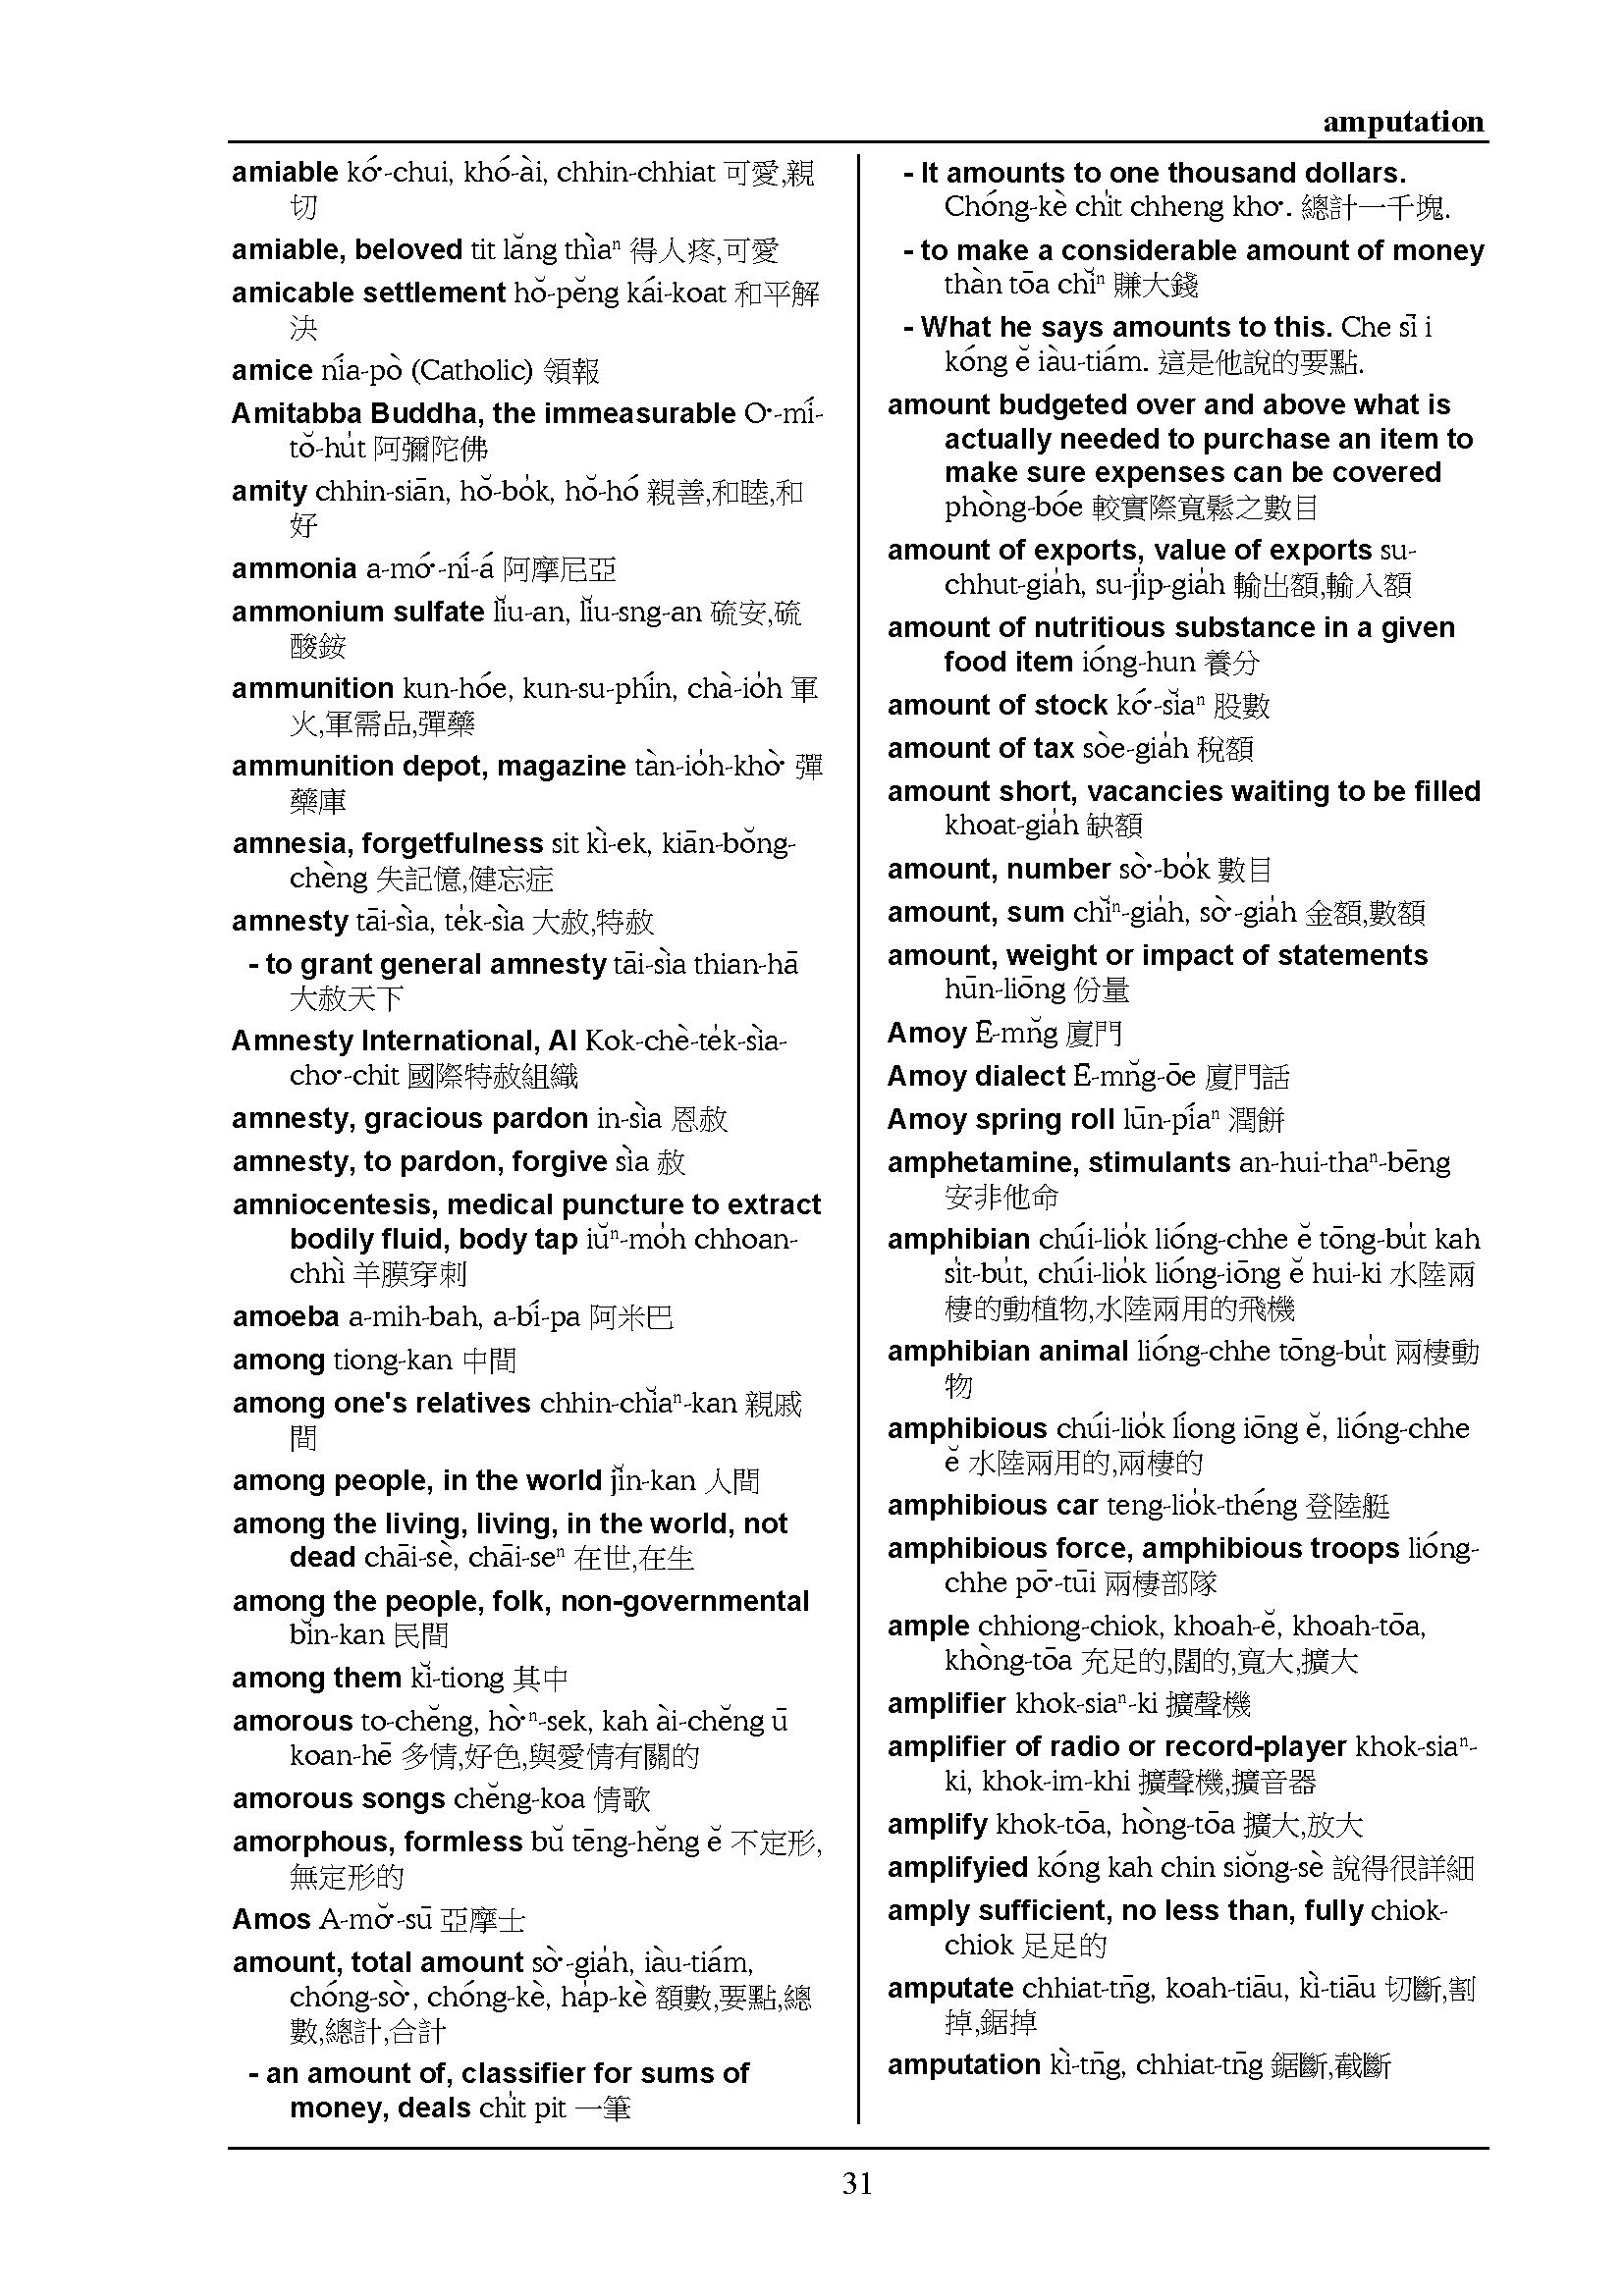 amputation
amiable kó͘-chui, khó-ài, chhin-chhiat 可愛,親
切
amiable, beloved tit lăng thìaⁿ 得人疼,可愛
amicable settlement hŏ-pĕng kái-koat 和平解
決
amice nía-pò (Catholic) 領報
Amitabba Buddha, the immeasurable O͘-mí-
tŏ-hu̍t 阿彌陀佛
amity chhin-siān, hŏ-bo̍k, hŏ-hó 親善,和睦,和
好
ammonia a-mó͘-ní-á 阿摩尼亞
ammonium sulfate lĭu-an, lĭu-sng-an 硫安,硫
酸銨
ammunition kun-hóe, kun-su-phín, chà-io̍h 軍
火,軍需品,彈藥
ammunition depot, magazine tàn-io̍h-khò͘ 彈
藥庫
amnesia, forgetfulness sit kì-ek, kiān-bŏng-
chèng 失記憶,健忘症
amnesty tāi-sìa, te̍k-sìa 大赦,特赦
- to grant general amnesty tāi-sìa thian-hā
大赦天下
Amnesty International, AI Kok-chè-te̍k-sìa-
cho͘-chit 國際特赦組織
amnesty, gracious pardon in-sìa 恩赦
amnesty, to pardon, forgive sìa 赦
amniocentesis, medical puncture to extract
bodily fluid, body tap iŭⁿ-mo̍h chhoan-
chhì 羊膜穿刺
amoeba a-mih-bah, a-bí-pa 阿米巴
among tiong-kan 中間
among one's relatives chhin-chĭaⁿ-kan 親戚
間
among people, in the world jĭn-kan 人間
among the living, living, in the world, not
dead chāi-sè, chāi-seⁿ 在世,在生
among the people, folk, non-governmental
bĭn-kan 民間
among them kĭ-tiong 其中
amorous to-chĕng, hò͘ⁿ-sek, kah ài-chĕng ū
koan-hē 多情,好色,與愛情有關的
amorous songs chĕng-koa 情歌
amorphous, formless bŭ tēng-hĕng ĕ 不定形,
無定形的
Amos A-mŏ͘-sū 亞摩士
amount, total amount sò͘-gia̍h, iàu-tiám,
chóng-sò͘, chóng-kè, ha̍p-kè 額數,要點,總
數,總計,合計
- an amount of, classifier for sums of
money, deals chi̍t pit 一筆
- It amounts to one thousand dollars.
Chóng-kè chi̍t chheng kho͘. 總計一千塊.
- to make a considerable amount of money
thàn tōa chĭⁿ 賺大錢
- What he says amounts to this. Che sī i
kóng ĕ iàu-tiám. 這是他說的要點.
amount budgeted over and above what is
actually needed to purchase an item to
make sure expenses can be covered
phòng-bóe 較實際寬鬆之數目
amount of exports, value of exports su-
chhut-gia̍h, su-ji̍p-gia̍h 輸出額,輸入額
amount of nutritious substance in a given
food item ióng-hun 養分
amount of stock kó͘-sĭaⁿ 股數
amount of tax sòe-gia̍h 稅額
amount short, vacancies waiting to be filled
khoat-gia̍h 缺額
amount, number sò͘-bo̍k 數目
amount, sum chĭⁿ-gia̍h, sò͘-gia̍h 金額,數額
amount, weight or impact of statements
hūn-liōng 份量
Amoy Ē-mn̆g 廈門
Amoy dialect Ē-mn̆g-ōe 廈門話
Amoy spring roll lūn-píaⁿ 潤餅
amphetamine, stimulants an-hui-thaⁿ-bēng
安非他命
amphibian chúi-lio̍k lióng-chhe ĕ tōng-bu̍t kah
si̍t-bu̍t, chúi-lio̍k lióng-iōng ĕ hui-ki 水陸兩
棲的動植物,水陸兩用的飛機
amphibian animal lióng-chhe tōng-bu̍t 兩棲動
物
amphibious chúi-lio̍k líong iōng ĕ, lióng-chhe
ĕ 水陸兩用的,兩棲的
amphibious car teng-lio̍k-théng 登陸艇
amphibious force, amphibious troops lióng-
chhe pō͘-tūi 兩棲部隊
ample chhiong-chiok, khoah-ĕ, khoah-tōa,
khòng-tōa 充足的,闊的,寬大,擴大
amplifier khok-siaⁿ-ki 擴聲機
amplifier of radio or record-player khok-siaⁿ-
ki, khok-im-khi 擴聲機,擴音器
amplify khok-tōa, hòng-tōa 擴大,放大
amplifyied kóng kah chin siŏng-sè 說得很詳細
amply sufficient, no less than, fully chiok-
chiok 足足的
amputate chhiat-tn̄g, koah-tiāu, kì-tiāu 切斷,割
掉,鋸掉
amputation kì-tn̄g, chhiat-tn̄g 鋸斷,截斷
31